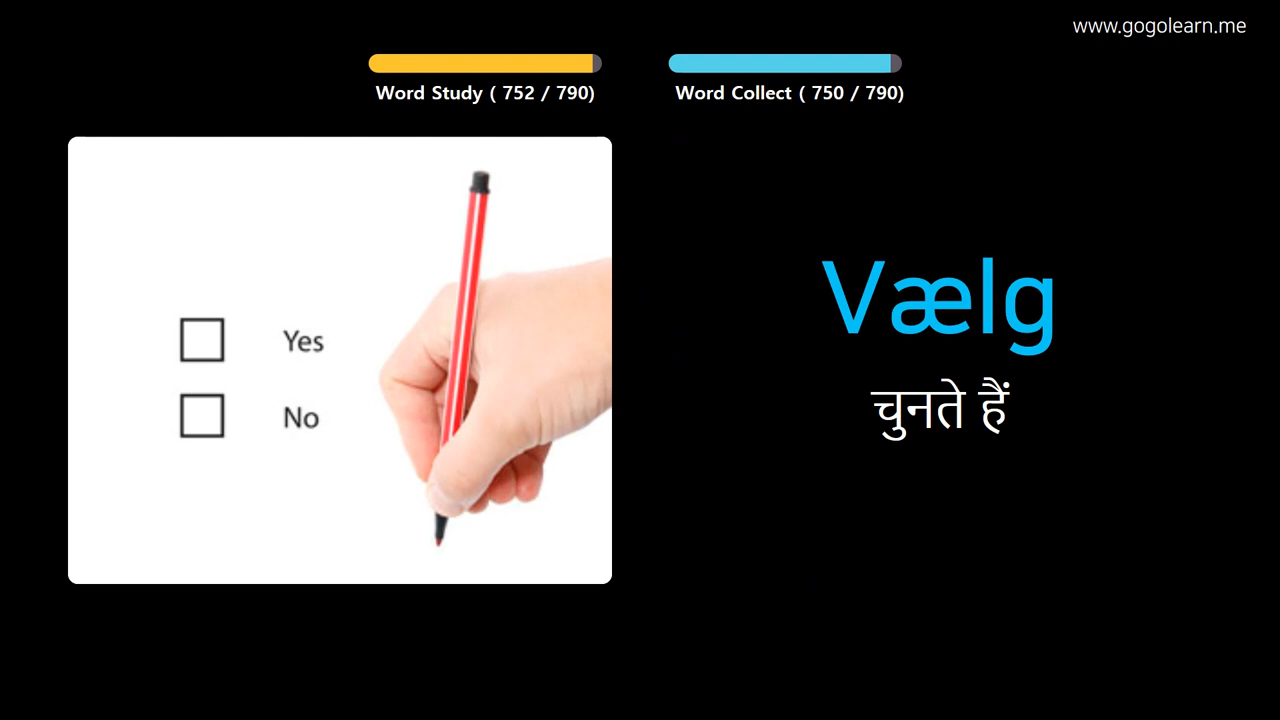 www.gogolearn.me
Word Study ( 752 / 790)
Word Collect ( 750 / 790)
Yes
No
Vælg
चुनते हैं